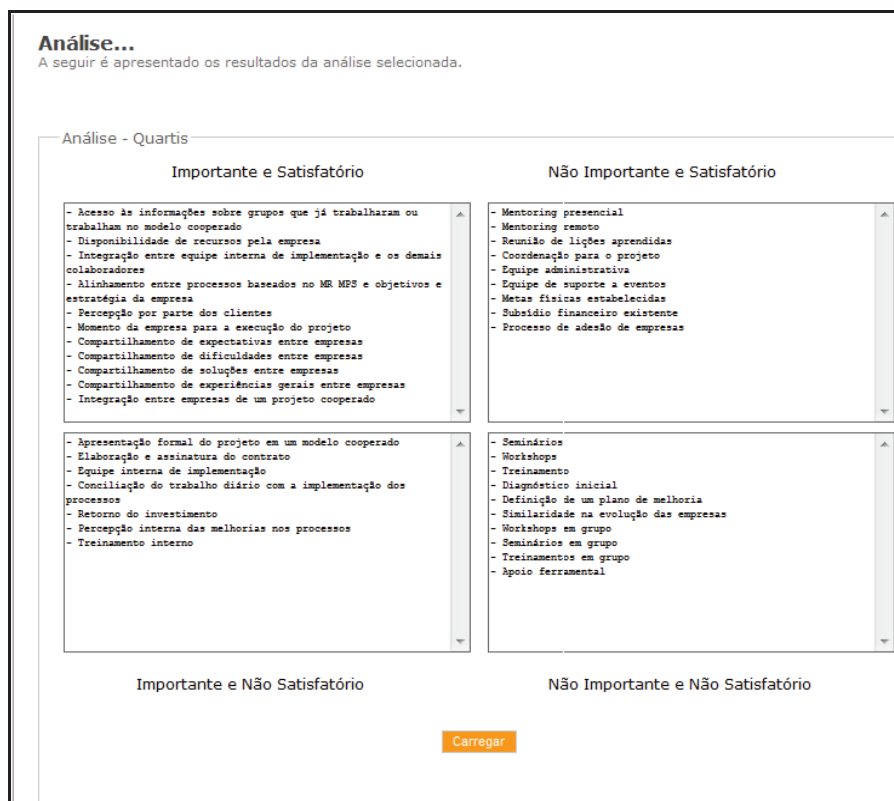 Análise...
A seguir é apresentado os resultados da análise selecionada.
Análise - Quartis
Importante e Satisfatório
- Acesso às informações sobre grupos que já trabalharam ou
trabalham no modelo cooperado
- Disponibilidade de recursos pela empresa
- Integração entre equipe interna de implementação e os demais
colaboradores
- Alinhamento entre processos baseados no MR MPS e objetivos e
estratégia da empresa
- Percepção por parte dos clientes
- Momento da empresa para a execução do projeto
- Compartilhamento de expectativas entre empresas
- Compartilhamento de dificuldades entre empresas
- Compartilhamento de soluções entre empresas
- Compartilhamento de experiências gerais entre empresas
- Integração entre empresas de um projeto cooperado
Não Importante e Satisfatório
- Mentoring presencial
- Mentoring remoto
- Reunião de lições aprendidas
- Coordenação para o projeto
- Equipe administrativa
- Equipe de suporte a eventos
- Metas físicas estabelecidas
- Subsídio financeiro existente
- Processo de adesão de empresas
- Apresentação formal do projeto em um modelo cooperado
- Elaboração e assinatura do contrato
- Equipe interna de implementação
- Conciliação do trabalho diário com a implementação dos
processos
- Retorno do investimento
- Percepção interna das melhorias nos processos
- Treinamento interno
Importante e Não Satisfatório
- Seminários
- Workshops
- Treinamento
- Diagnóstico inicial
- Definição de um plano de melhoria
- Similaridade na evolução das empresas
- Workshops em grupo
- Seminários em grupo
- Treinamentos em grupo
- Apoio ferramental
Não Importante e Não Satisfatório
Carregar